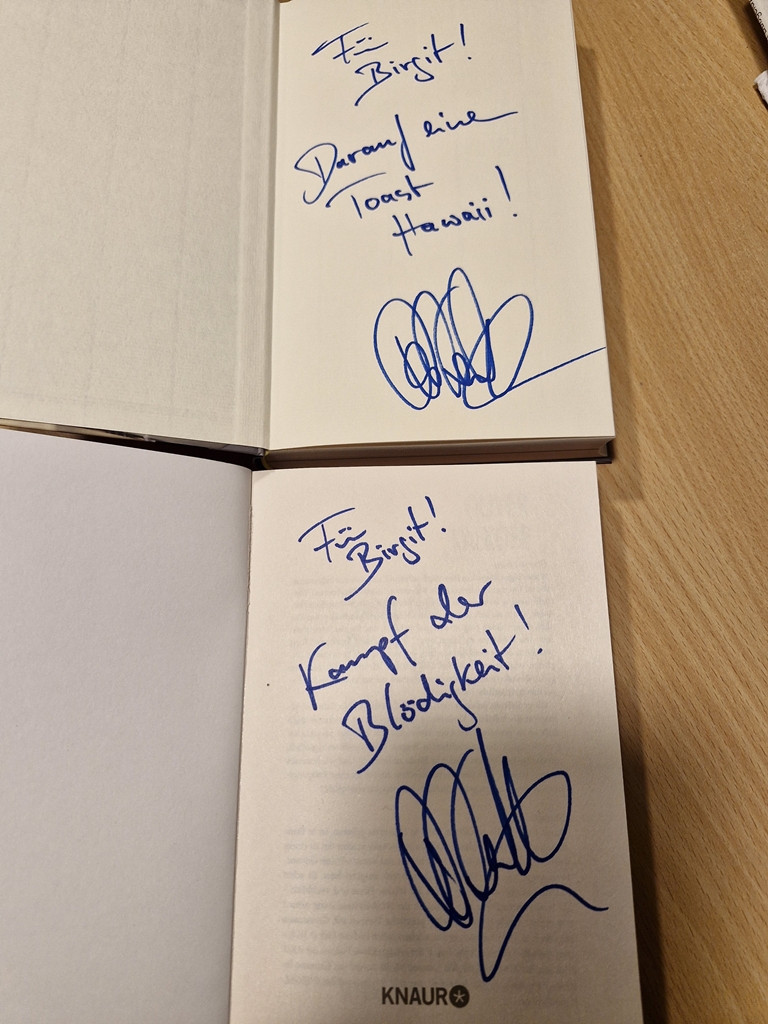 Für
Birgit!
Darauf eine
Toast
Hawaii!
Für
Birgit!
Kampf der
Blödigkeit!
KNAUR